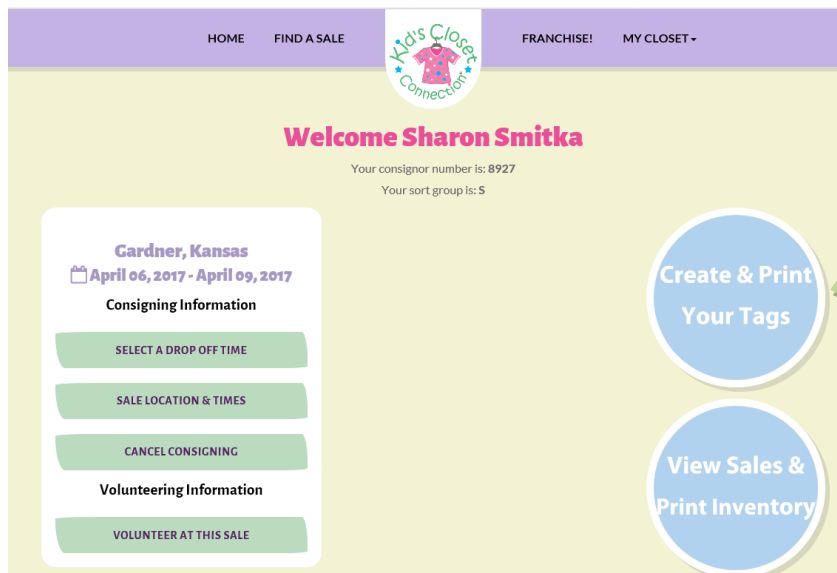 HOME
FIND A SALE
Kid's Closet
Connection
FRANCHISE!
MY CLOSET
Welcome Sharon Smitka
Your consignor number is: 8927
Your sort group is: S
Gardner, Kansas
April 06, 2017 - April 09, 2017
Consigning Information
SELECT A DROP OFF TIME
SALE LOCATION & TIMES
CANCEL CONSIGNING
Volunteering Information
VOLUNTEER AT THIS SALE
Create & Print
Your Tags
View Sales &
Print Inventory